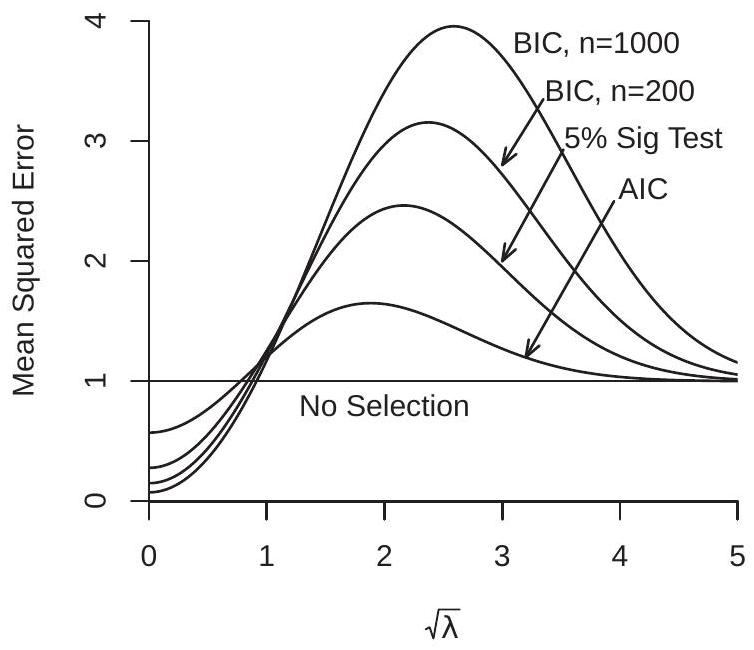 4
3
2
1
0
Mean Squared Error
BIC, n=1000
BIC, n=200
5% Sig Test
AIC
No Selection
0 1 2 3 4 5
√λ